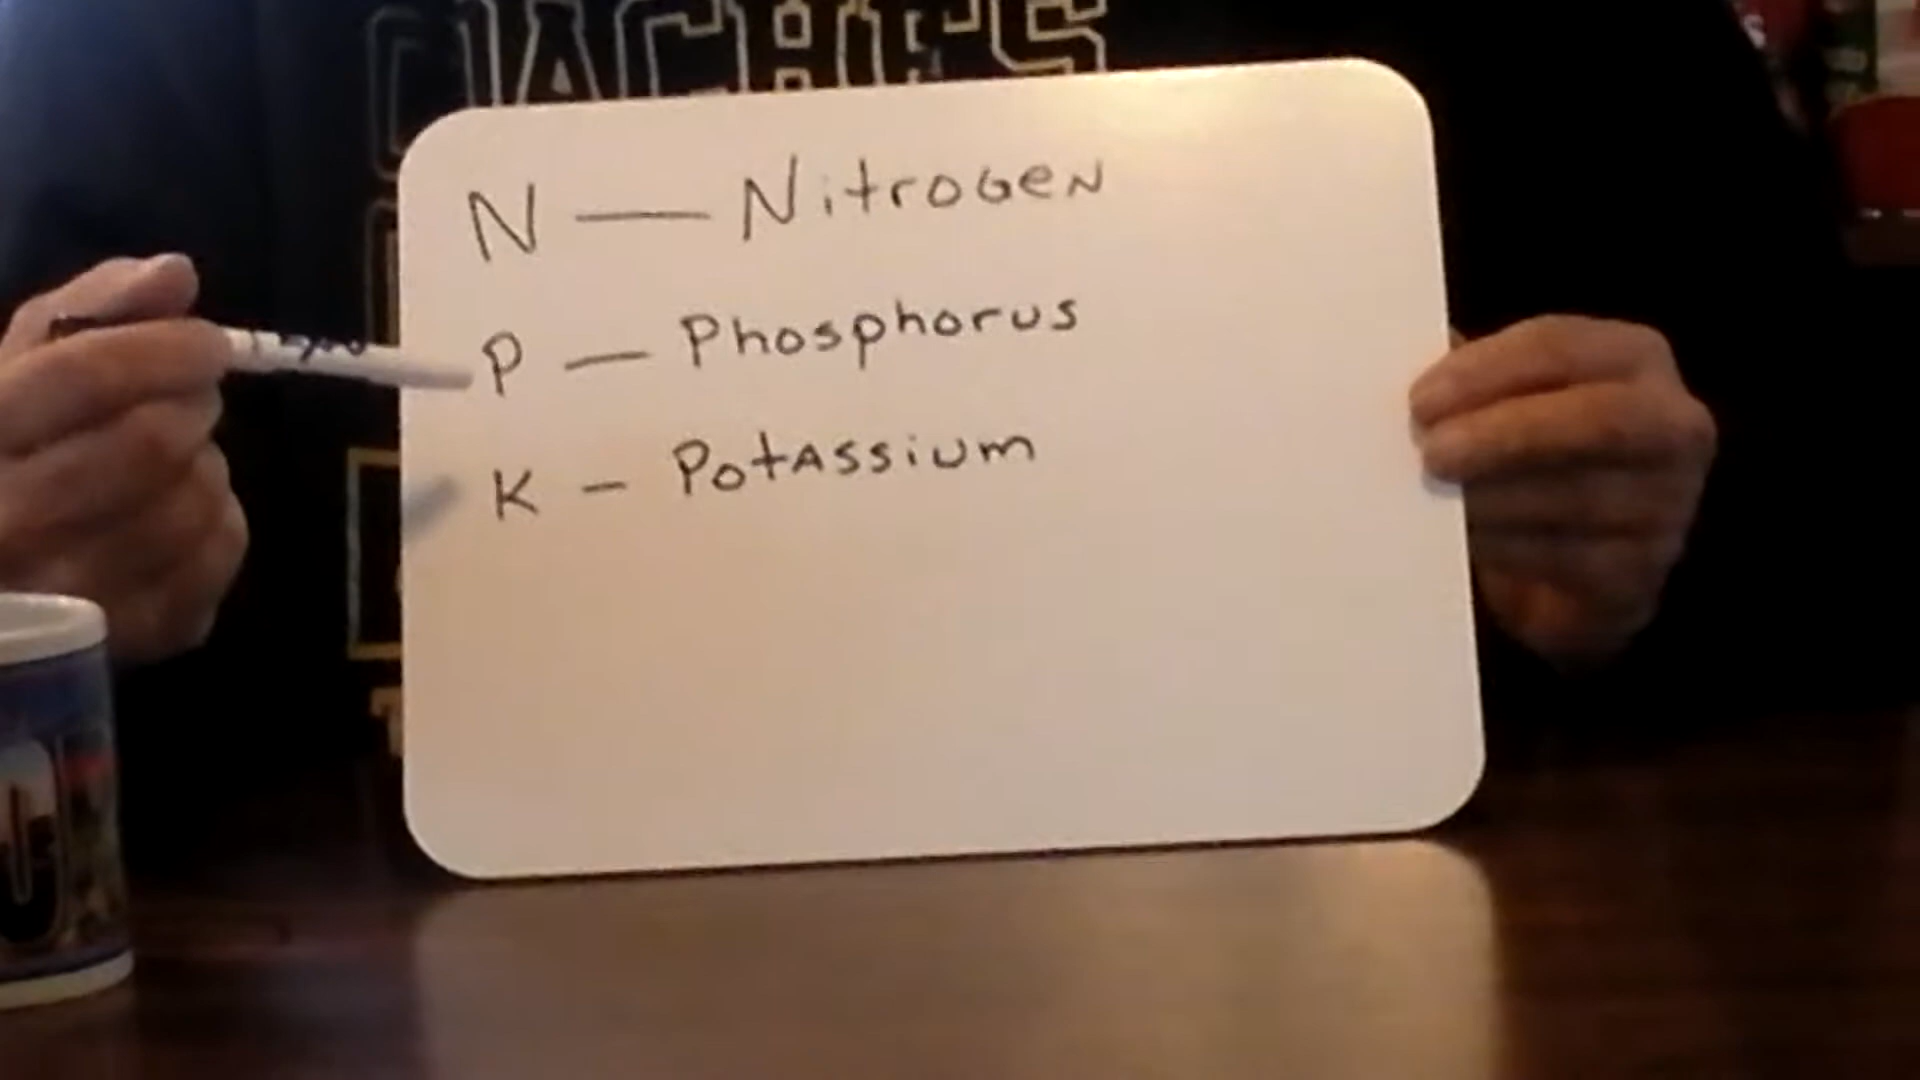 N — Nitrogen
P — Phosphorus
K - Potassium